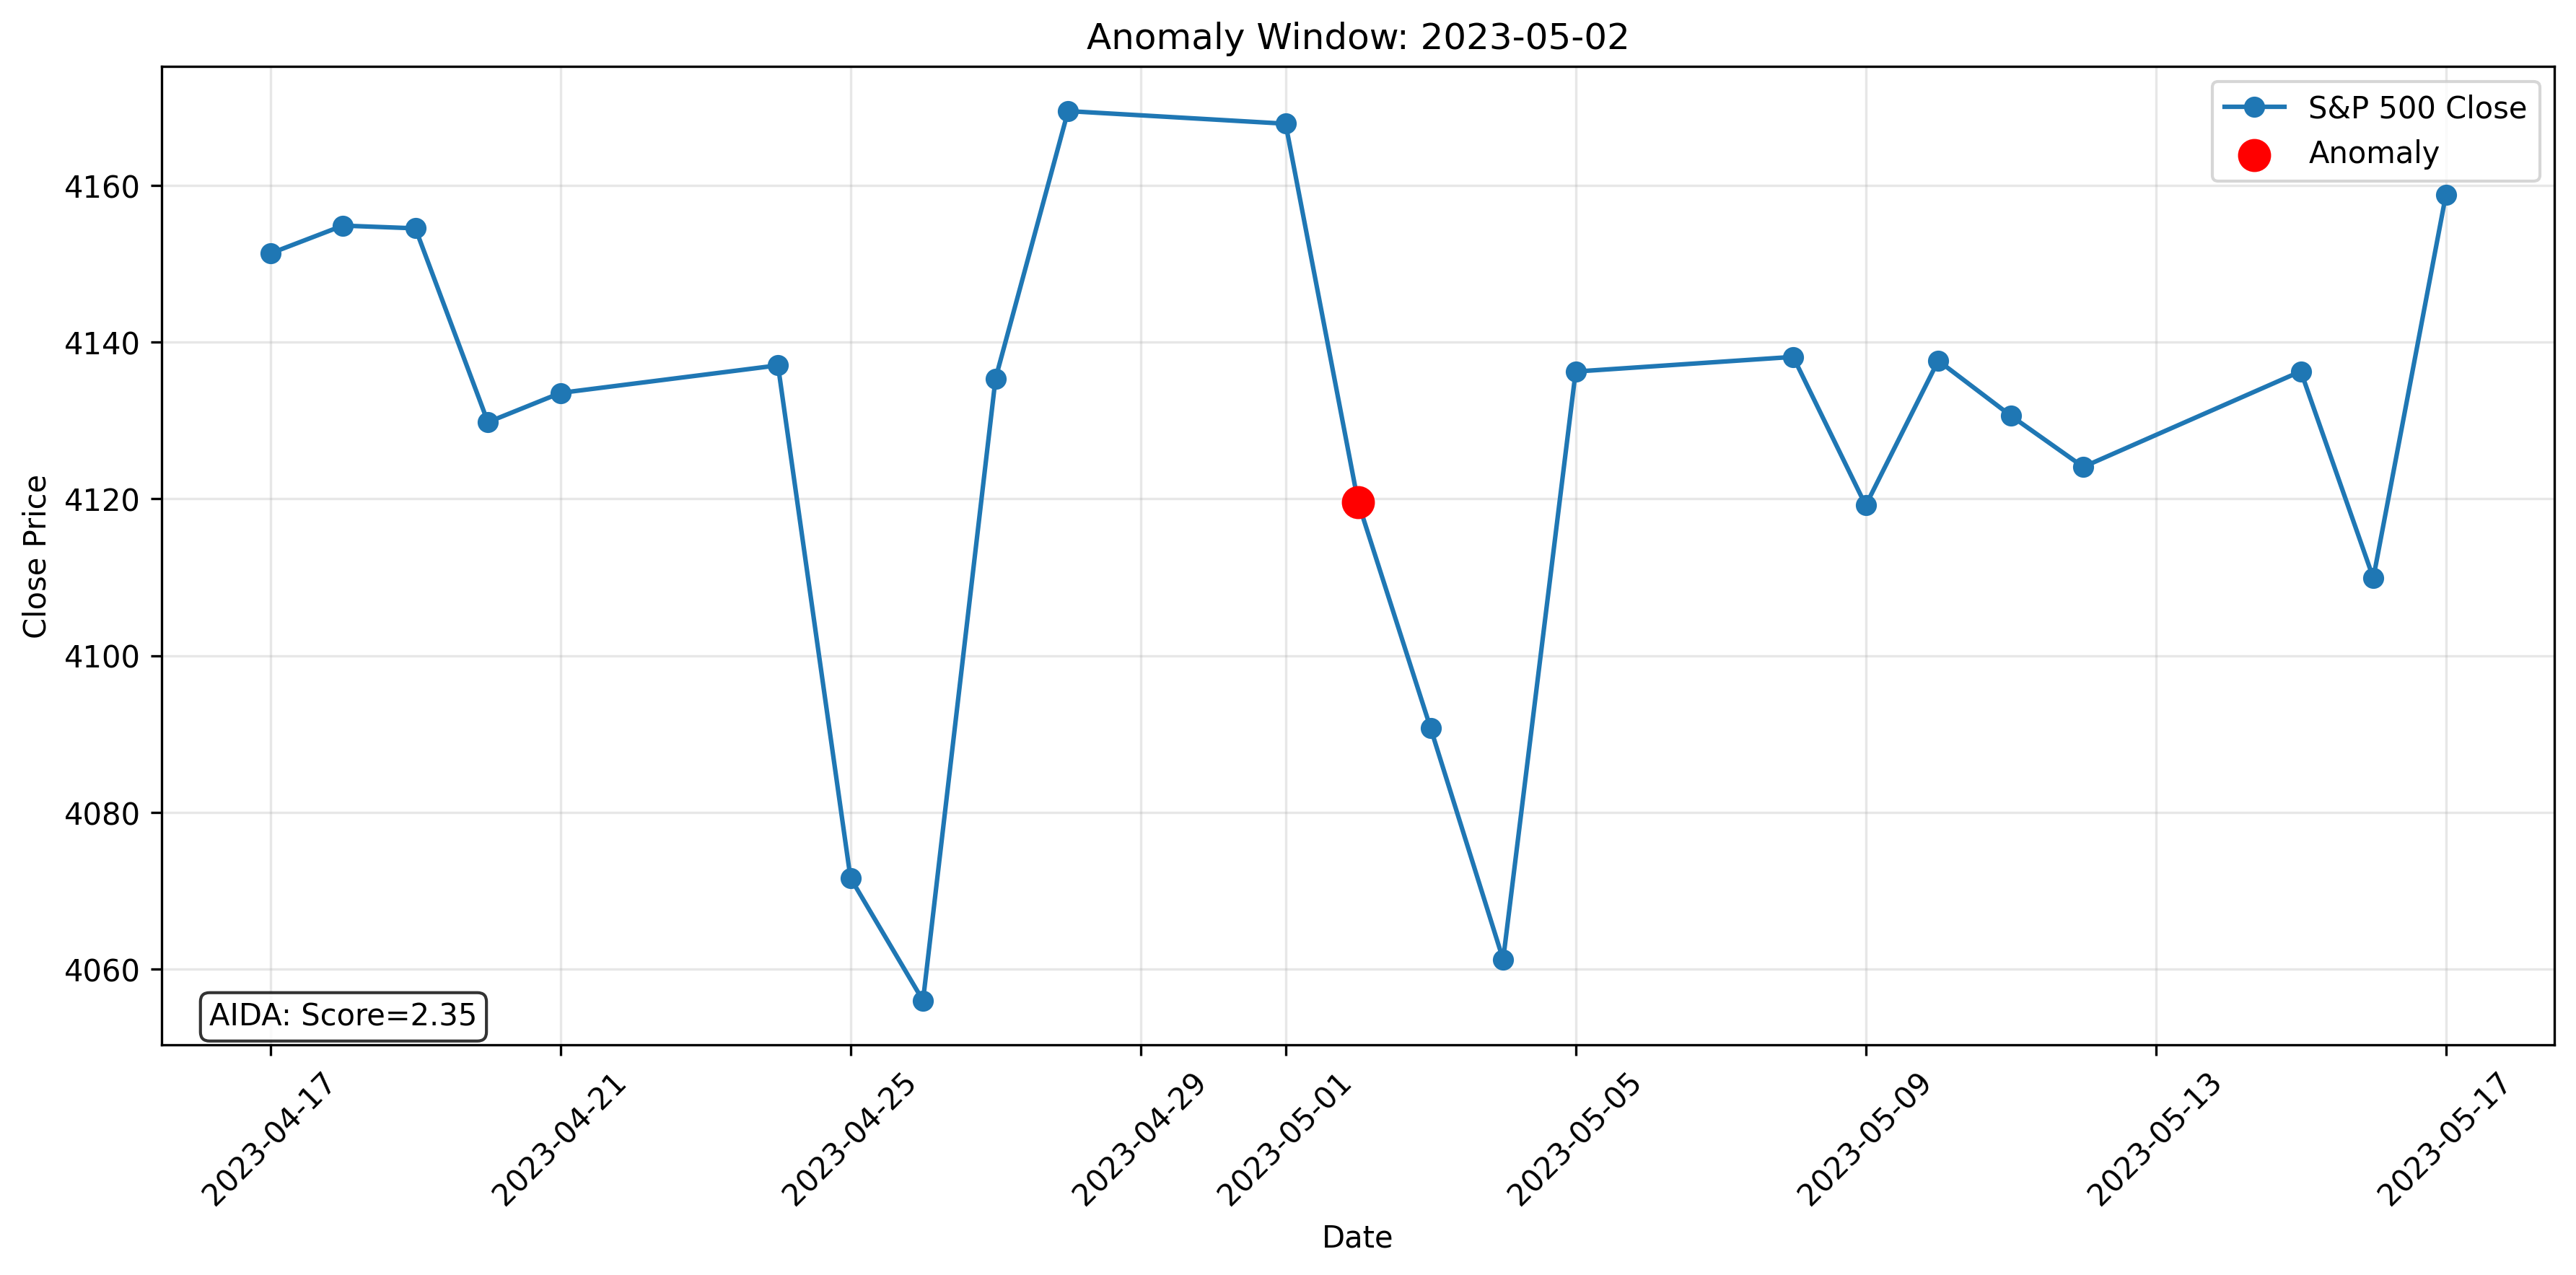 Anomaly Window: 2023-05-02
S&P 500 Close
Anomaly
Close Price
4160
4140
4120
4100
4080
4060
AIDA: Score=2.35
2023-04-17
2023-04-21
2023-04-25
2023-04-29
2023-05-01
2023-05-05
2023-05-09
2023-05-13
2023-05-17
Date